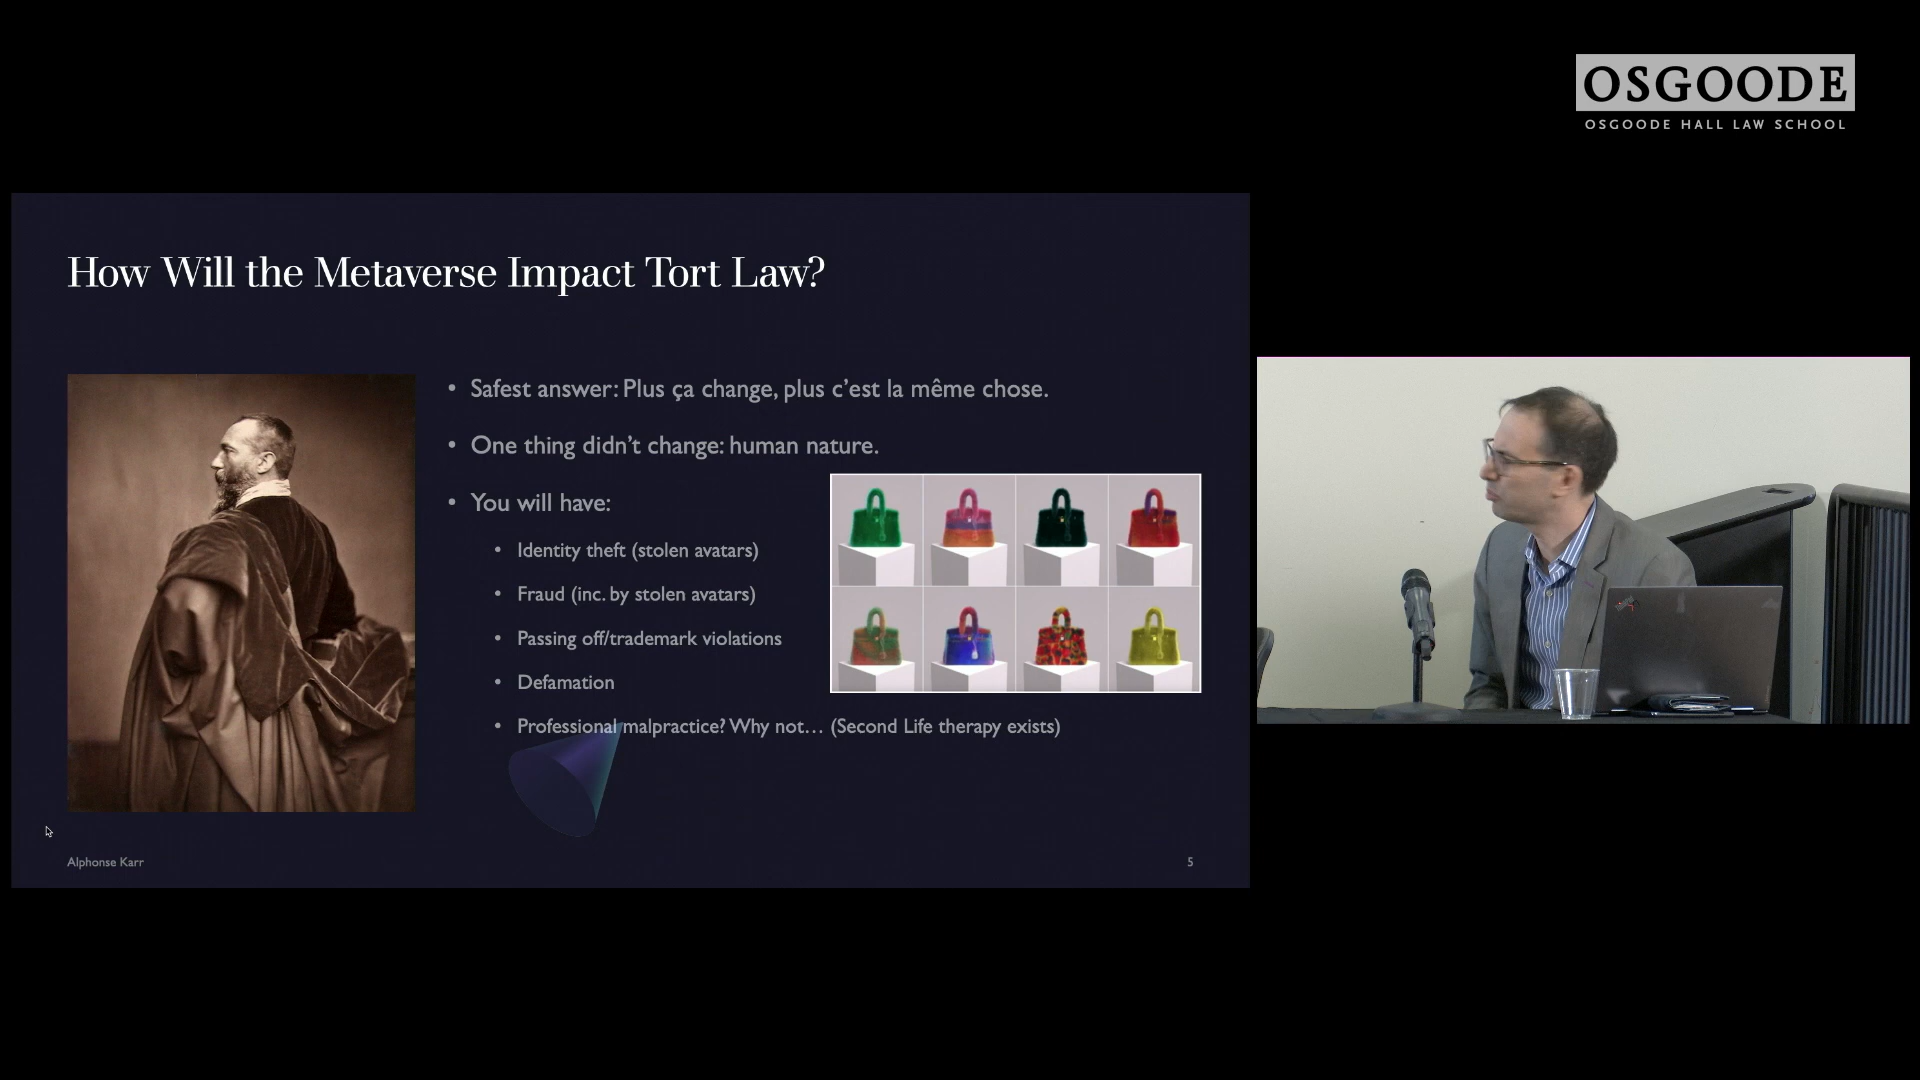 OSGOODE
OSGOODE HALL LAW SCHOOL
How Will the Metaverse Impact Tort Law?
• Safest answer: Plus ça change, plus c’est la même chose.
• One thing didn’t change: human nature.
• You will have:
• Identity theft (stolen avatars)
• Fraud (inc. by stolen avatars)
• Passing off/trademark violations
• Defamation
• Professional malpractice? Why not… (Second Life therapy exists)
Alphonse Karr
5